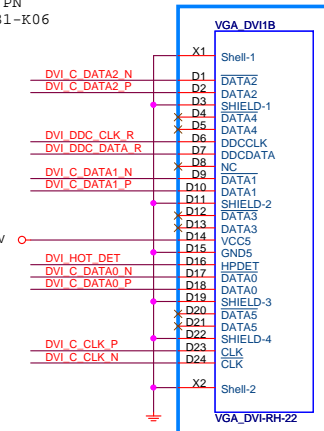 PN
B1-K06
VGA_DVI1B
X1 Shell-1
DVI_C_DATA2_N D1 DATA2
DVI_C_DATA2_P D2 DATA2
D3 SHIELD-1
D4 DATA4
D5 DATA4
DVI_DDC_CLK_R D6 DDCCLK
DVI_DDC_DATA_R D7 DDCDATA
D8 NC
DVI_C_DATA1_N D9 DATA1
DVI_C_DATA1_P D10 DATA1
D11 SHIELD-2
D12 DATA3
D13 DATA3
V D14 VCC5
D15 GND5
DVI_HOT_DET D16 HPDET
DVI_C_DATA0_N D17 DATA0
DVI_C_DATA0_P D18 DATA0
D19 SHIELD-3
D20 DATA5
D21 DATA5
D22 SHIELD-4
DVI_C_CLK_P D23 CLK
DVI_C_CLK_N D24 CLK
X2 Shell-2
VGA_DVI-RH-22